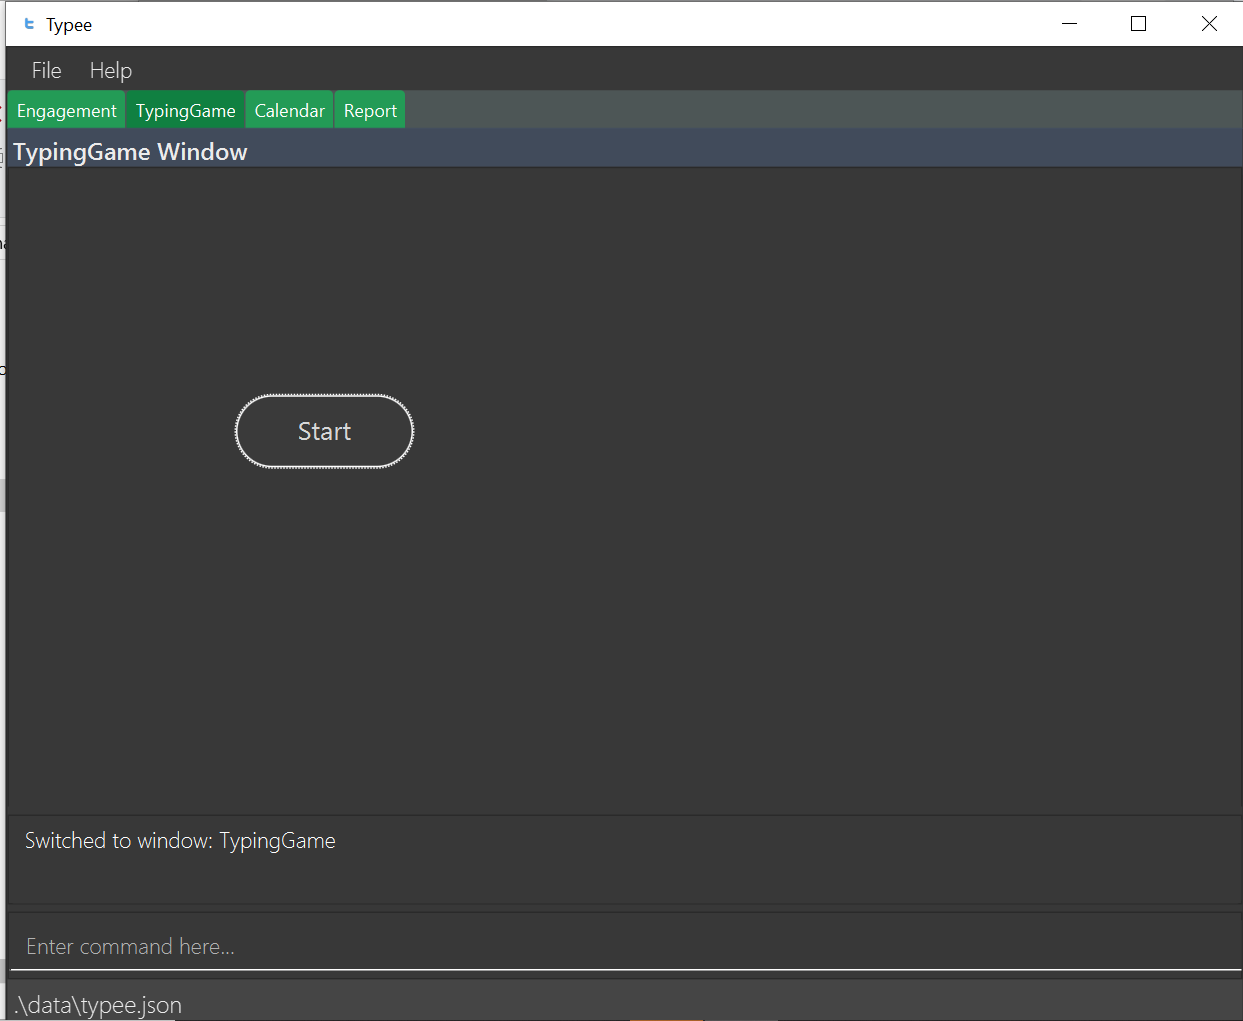 Typee
File Help
Engagement TypingGame Calendar Report
TypingGame Window
Start
Switched to window: TypingGame
Enter command here...
.\data\typee.json